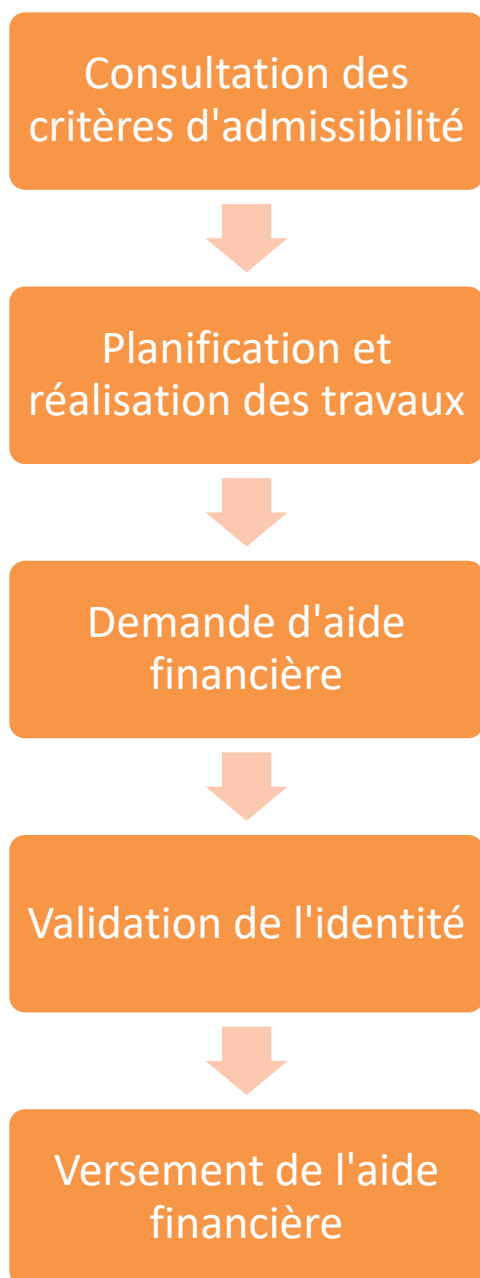 Consultation des
critères d'admissibilité
Planification et
réalisation des travaux
Demande d'aide
financière
Validation de l'identité
Versement de l'aide
financière